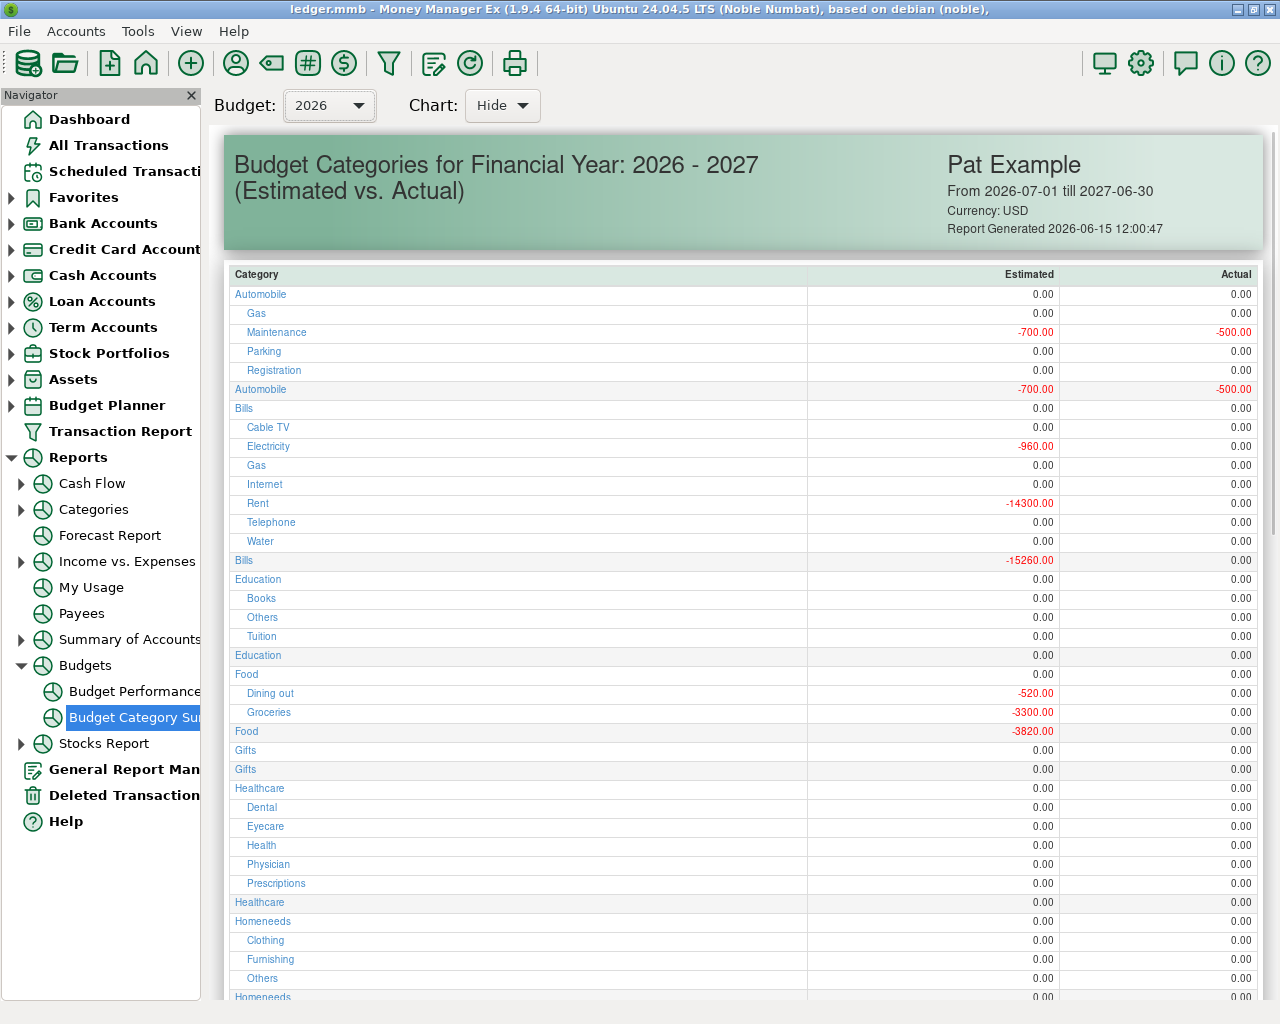 ledger.mmb - Money Manager Ex (1.9.4 64-bit) Ubuntu 24.04.5 LTS (Noble Numbat), based on debian (noble),
File Accounts Tools View Help
Navigator
Budget: 2026 Chart: Hide
Dashboard
All Transactions
Scheduled Transacti
Favorites
Bank Accounts
Credit Card Account
Cash Accounts
Loan Accounts
Term Accounts
Stock Portfolios
Assets
Budget Planner
Transaction Report
Reports
Cash Flow
Categories
Forecast Report
Income vs. Expenses
My Usage
Payees
Summary of Accounts
Budgets
Budget Performance
Budget Category Su
Stocks Report
General Report Man
Deleted Transaction
Help
Budget Categories for Financial Year: 2026 - 2027
(Estimated vs. Actual)
Pat Example
From 2026-07-01 till 2027-06-30
Currency: USD
Report Generated 2026-06-15 12:00:47
Category Estimated Actual
Automobile 0.00 0.00
Gas 0.00 0.00
Maintenance -700.00 -500.00
Parking 0.00 0.00
Registration 0.00 0.00
Automobile -700.00 -500.00
Bills 0.00 0.00
Cable TV 0.00 0.00
Electricity -960.00 0.00
Gas 0.00 0.00
Internet 0.00 0.00
Rent -14300.00 0.00
Telephone 0.00 0.00
Water 0.00 0.00
Bills -15260.00 0.00
Education 0.00 0.00
Books 0.00 0.00
Others 0.00 0.00
Tuition 0.00 0.00
Education 0.00 0.00
Food 0.00 0.00
Dining out -520.00 0.00
Groceries -3300.00 0.00
Food -3820.00 0.00
Gifts 0.00 0.00
Gifts 0.00 0.00
Healthcare 0.00 0.00
Dental 0.00 0.00
Eyecare 0.00 0.00
Health 0.00 0.00
Physician 0.00 0.00
Prescriptions 0.00 0.00
Healthcare 0.00 0.00
Homeneeds 0.00 0.00
Clothing 0.00 0.00
Furnishing 0.00 0.00
Others 0.00 0.00
Homeneeds 0.00 0.00